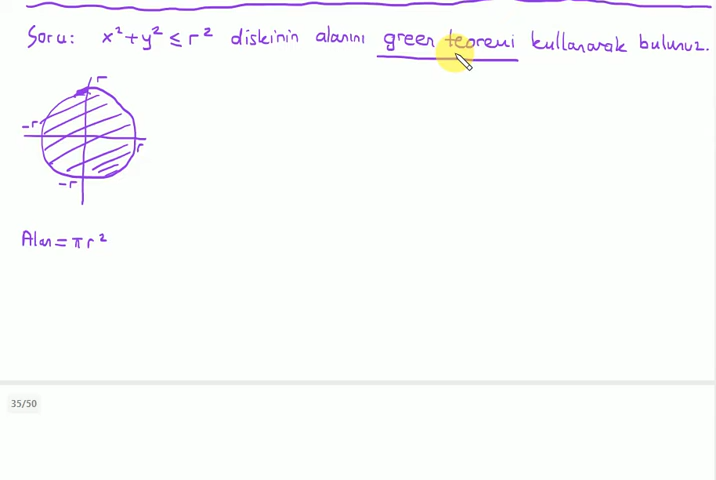 Soru: x² + y² ≤ r² diskinin alanını green teoremi kullanarak bulunuz.
r
-r
r
-r
Alan = πr²
35/50